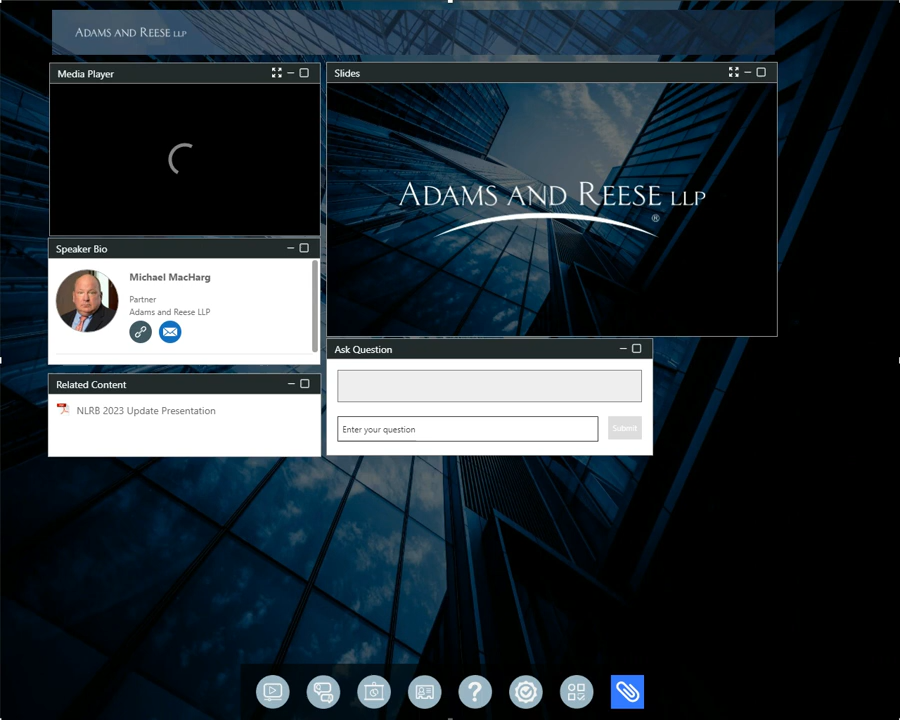 ADAMS AND REESE LLP
Media Player
Slides
ADAMS AND REESE LLP
®
Speaker Bio
Michael MacHarg
Partner
Adams and Reese LLP
Ask Question
Enter your question
Submit
Related Content
NLRB 2023 Update Presentation